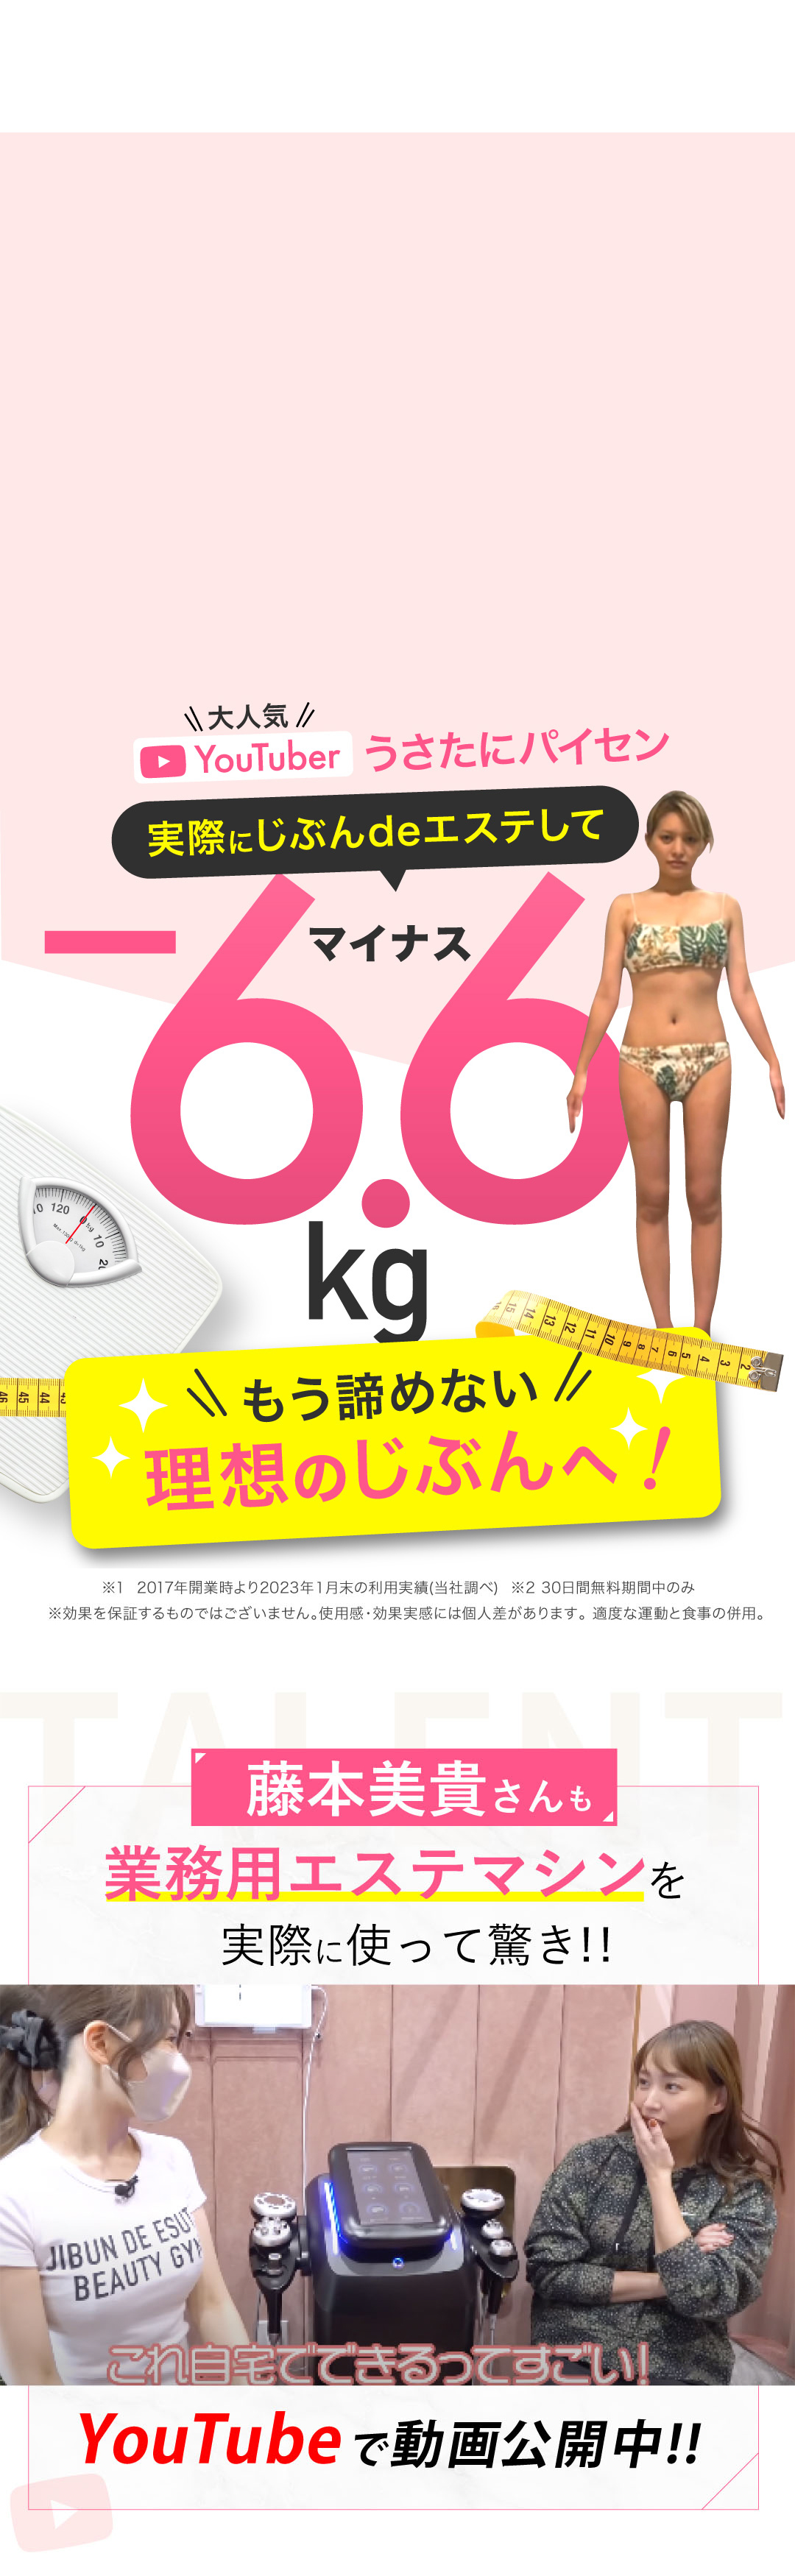 大人気
YouTuber うさたにパイセン
実際にじぶんdeエステして
マイナス
-6.6
kg
もう諦めない
理想のじぶんへ！
※1 2017年開業時より2023年1月末の利用実績(当社調べ) ※2 30日間無料期間中のみ
※効果を保証するものではございません。使用感・効果実感には個人差があります。適度な運動と食事の併用。
TALENT
藤本美貴さんも
業務用エステマシンを
実際に使って驚き!!
JIBUN DE ESUT
BEAUTY GYM
これ自宅でできるってすごい！
YouTubeで動画公開中!!